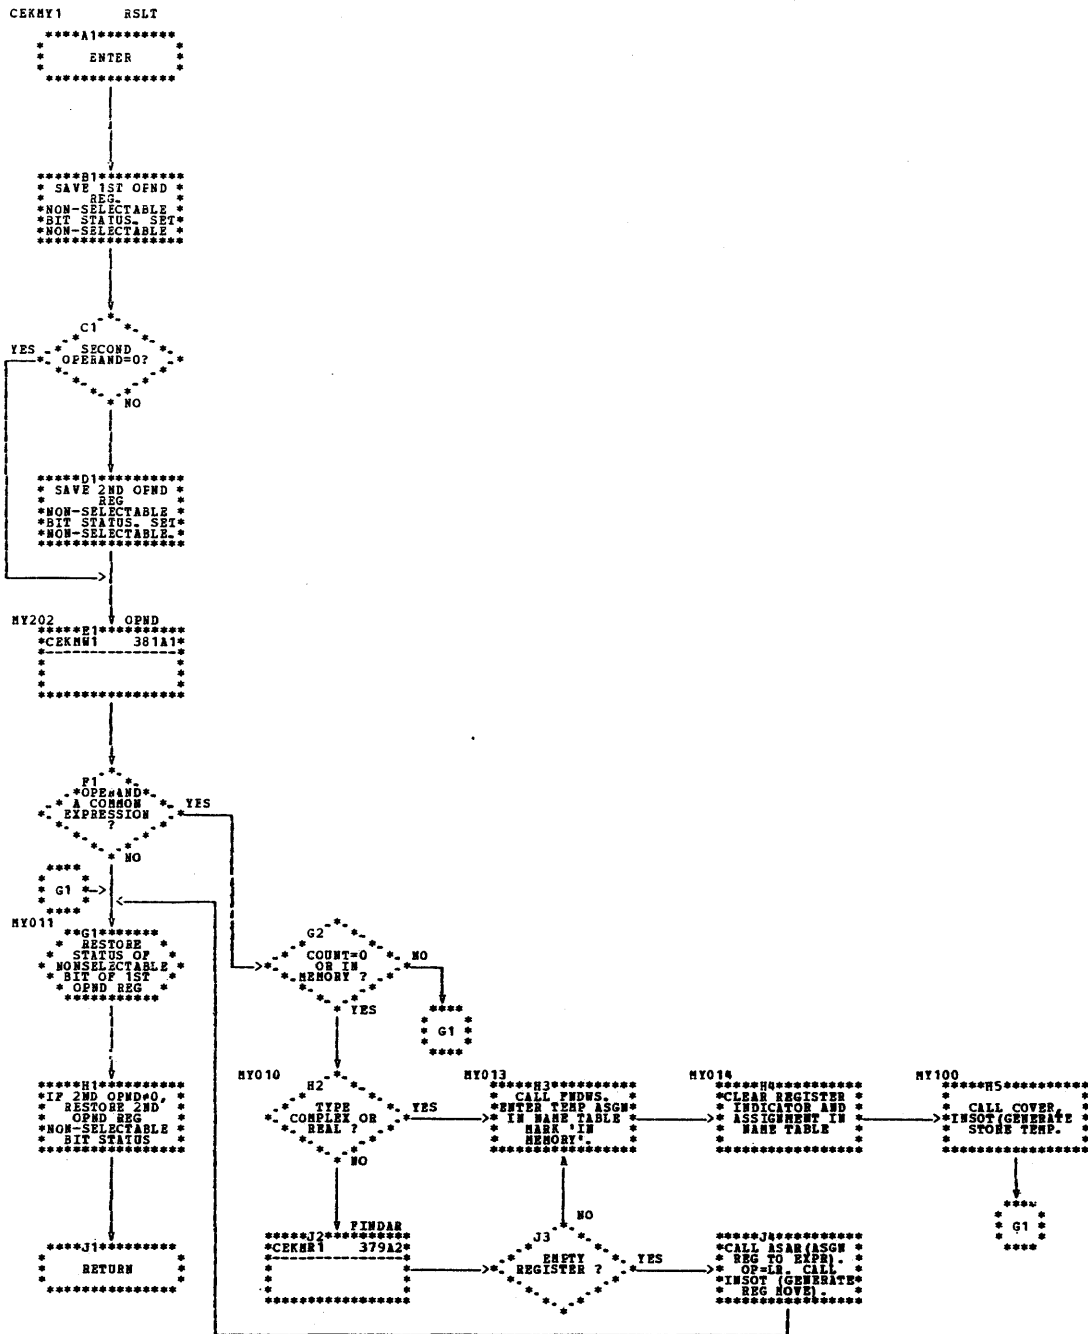 CEKMY1 RSLT
A1
ENTER
B1
SAVE 1ST OPND
REG.
NON-SELECTABLE
BIT STATUS. SET
NON-SELECTABLE
C1
YES
SECOND
OPERAND=0?
NO
D1
SAVE 2ND OPND
REG
NON-SELECTABLE
BIT STATUS. SET
NON-SELECTABLE.
MY202 OPND
E1
CEKMW1 381A1
F1
OPERAND
A COMMON
EXPRESSION
?
YES
NO
G1
MY011
G1
RESTORE
STATUS OF
NONSELECTABLE
BIT OF 1ST
OPND REG
G2
COUNT=0
OR IN
MEMORY ?
NO
YES
G1
H1
IF 2ND OPND≠0,
RESTORE 2ND
OPND REG
NON-SELECTABLE
BIT STATUS
MY010
H2
TYPE
COMPLEX OR
REAL ?
YES
NO
MY013
H3
CALL FNDWS.
ENTER TEMP ASGN
IN NAME TABLE
MARK 'IN
MEMORY'.
MY014
H4
CLEAR REGISTER
INDICATOR AND
ASSIGNMENT IN
NAME TABLE
MY100
H5
CALL COVER,
INSOT(GENERATE
STORE TEMP.
G1
J1
RETURN
FINDAR
J2
CEKMR1 379A2
J3
EMPTY
REGISTER ?
NO
YES
J4
CALL ASAR(ASGN
REG TO EXPR).
OP=LR. CALL
INSOT (GENERATE
REG MOVE).